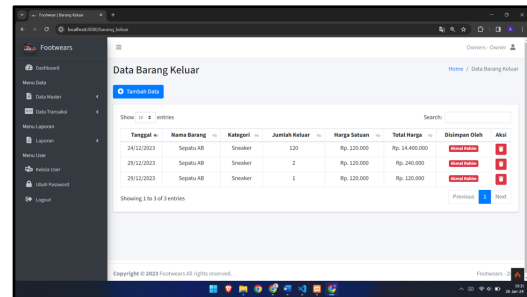 Footwear | Barang Keluar
localhost:8080/barang_keluar
Footwears
Owners - Owner
Dashboard
Menu Data
Data Master
Data Transaksi
Menu Laporan
Laporan
Menu User
Kelola User
Ubah Password
Logout
Data Barang Keluar
Home / Data Barang Keluar
Tambah Data
Show 10 entries
Search:
Tanggal Nama Barang Kategori Jumlah Keluar Harga Satuan Total Harga Disimpan Oleh Aksi
24/12/2023 Sepatu AB Sneaker 120 Rp. 120.000 Rp. 14.400.000 Akmal Rohim
29/12/2023 Sepatu AB Sneaker 2 Rp. 120.000 Rp. 240.000 Akmal Rohim
29/12/2023 Sepatu AB Sneaker 1 Rp. 120.000 Rp. 120.000 Akmal Rohim
Showing 1 to 3 of 3 entries
Previous 1 Next
Copyright © 2023 Footwears All rights reserved.
Footwears